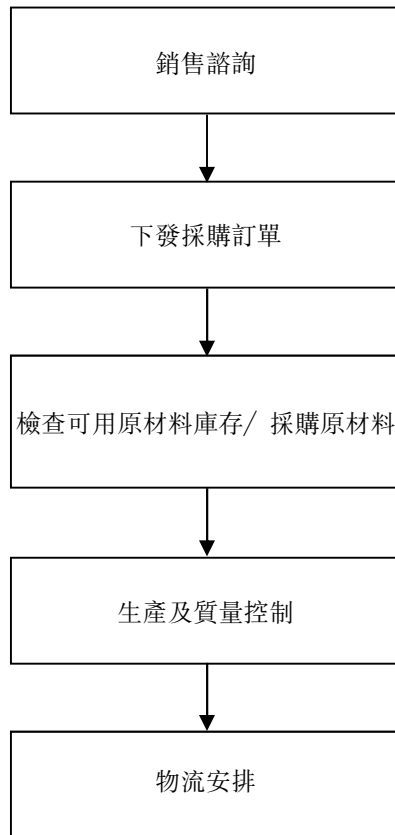 銷售諮詢
下發採購訂單
檢查可用原材料庫存/ 採購原材料
生產及質量控制
物流安排